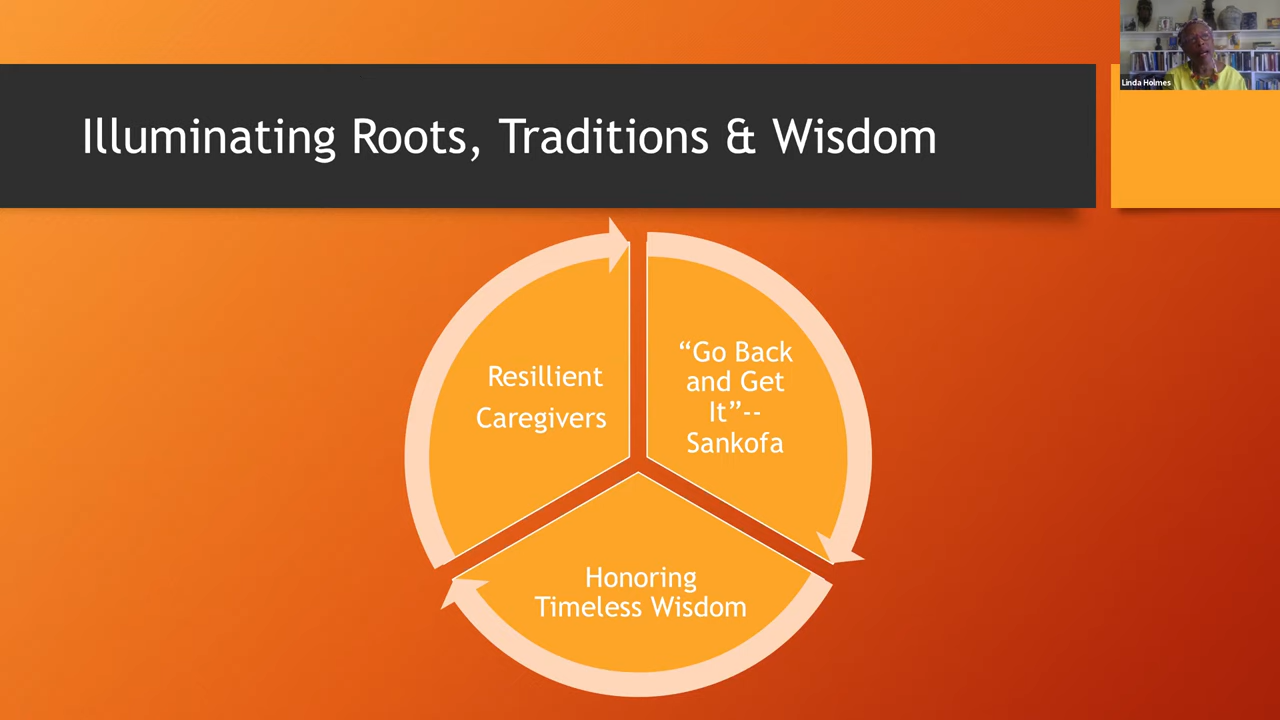 Linda Holmes
Illuminating Roots, Traditions & Wisdom
Resillient
Caregivers
“Go Back
and Get
It”--
Sankofa
Honoring
Timeless Wisdom